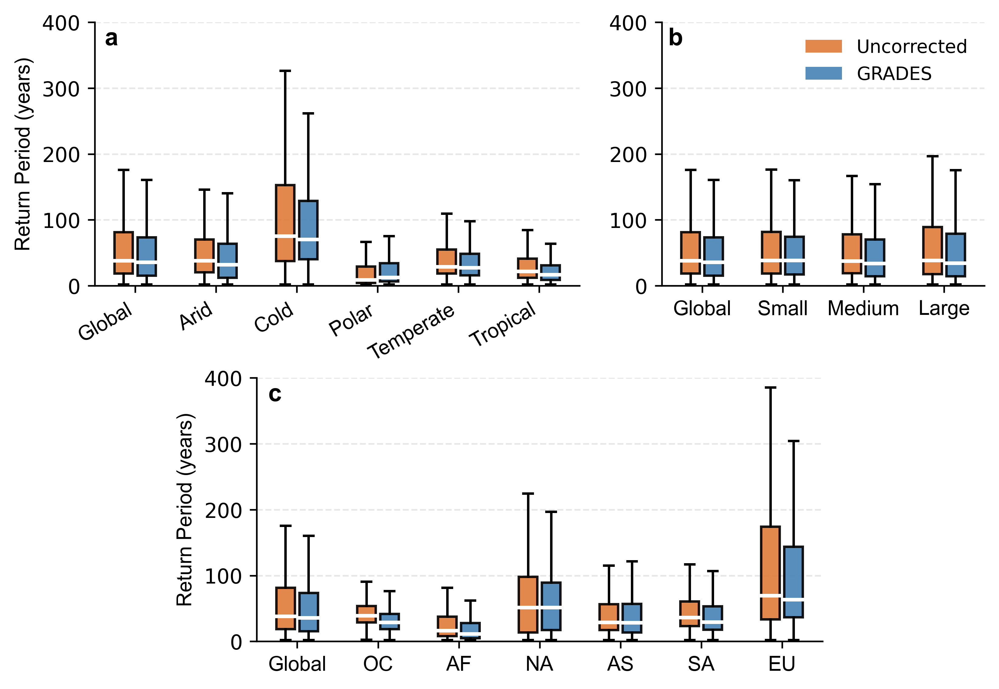 a
Return Period (years)
400
300
200
100
0
Global
Arid
Cold
Polar
Temperate
Tropical
b
400
300
200
100
0
Uncorrected
GRADES
Global
Small
Medium
Large
c
Return Period (years)
400
300
200
100
0
Global
OC
AF
NA
AS
SA
EU